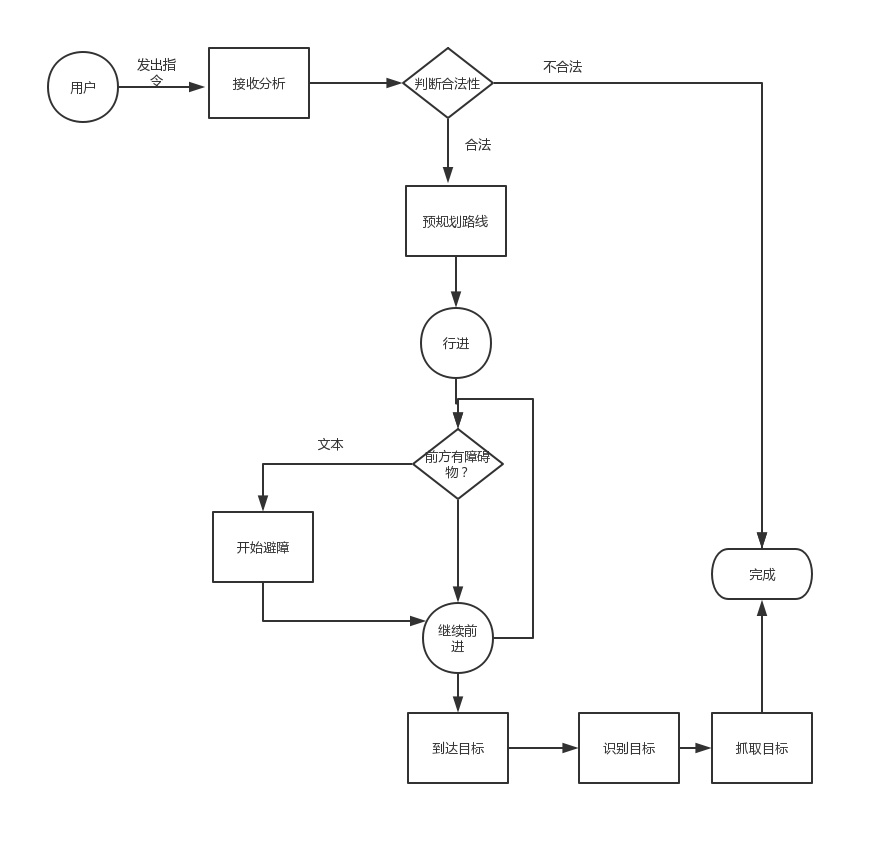 发出指
令
用户
接收分析
判断合法性
不合法
合法
预规划路线
行进
文本
前方有障碍
物？
开始避障
完成
继续前
进
到达目标
识别目标
抓取目标